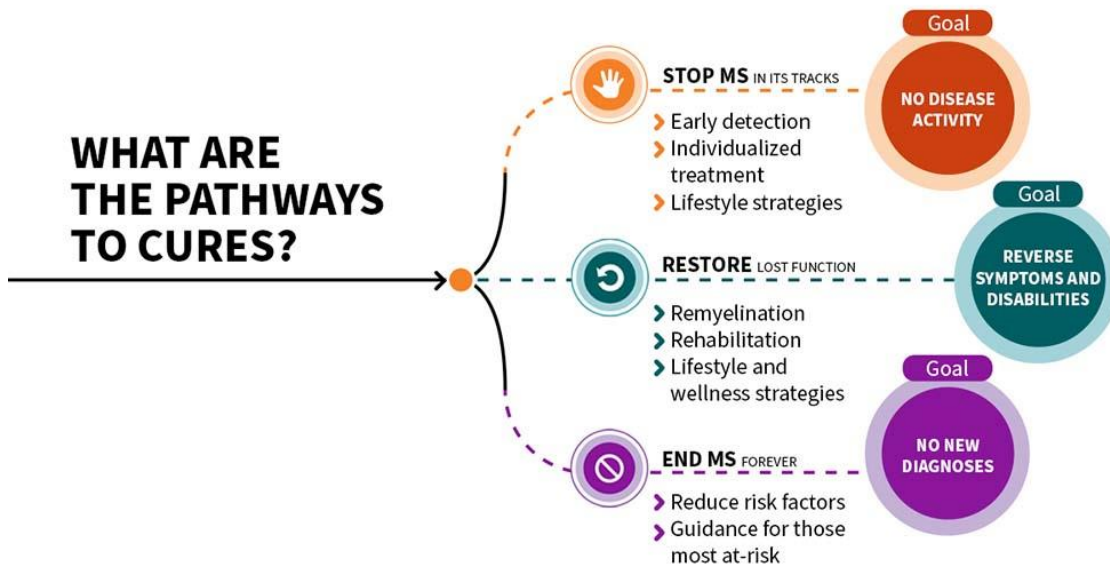 WHAT ARE
THE PATHWAYS
TO CURES?
STOP MS IN ITS TRACKS
Early detection
Individualized
treatment
Lifestyle strategies
Goal
NO DISEASE
ACTIVITY
RESTORE LOST FUNCTION
Remyelination
Rehabilitation
Lifestyle and
wellness strategies
Goal
REVERSE
SYMPTOMS AND
DISABILITIES
END MS FOREVER
Reduce risk factors
Guidance for those
most at-risk
Goal
NO NEW
DIAGNOSES